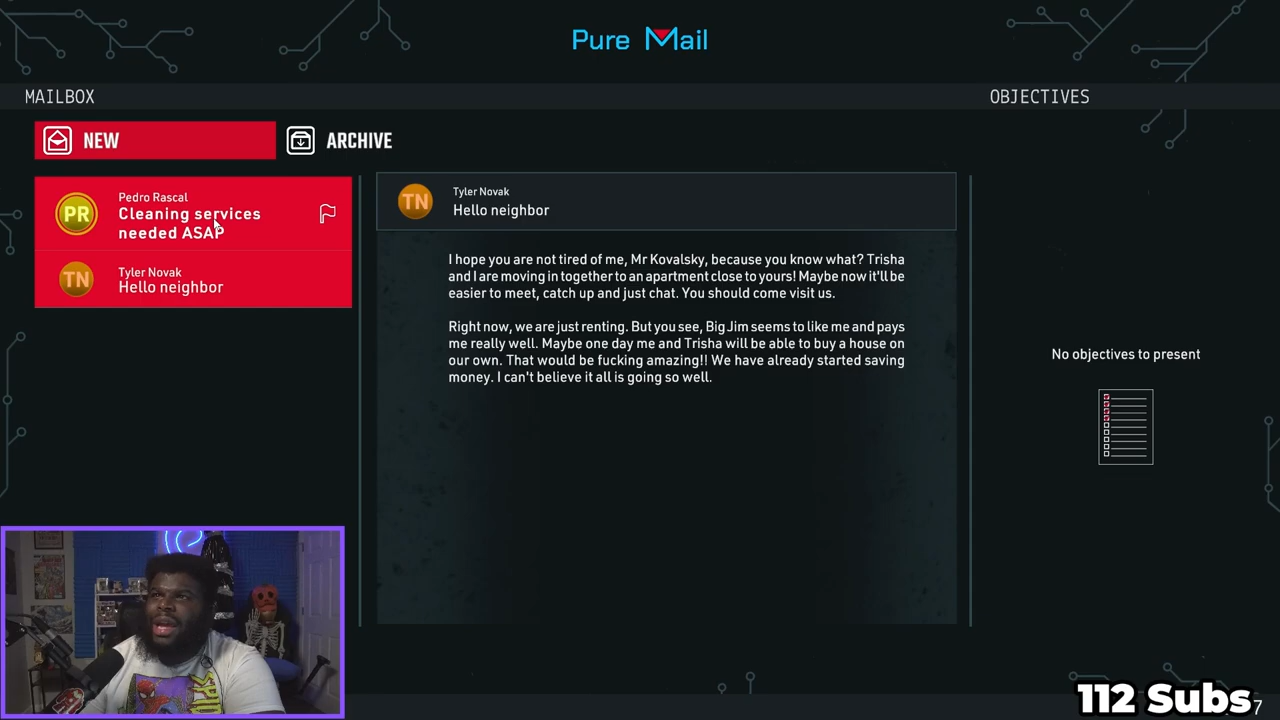 Pure Mail
MAILBOX
OBJECTIVES
NEW
ARCHIVE
PR
Pedro Rascal
Cleaning services
needed ASAP
TN
Tyler Novak
Hello neighbor
TN
Tyler Novak
Hello neighbor
I hope you are not tired of me, Mr Kovalsky, because you know what? Trisha
and I are moving in together to an apartment close to yours! Maybe now it'll be
easier to meet, catch up and just chat. You should come visit us.
Right now, we are just renting. But you see, Big Jim seems to like me and pays
me really well. Maybe one day me and Trisha will be able to buy a house on
our own. That would be fucking amazing!! We have already started saving
money. I can't believe it all is going so well.
No objectives to present
112 Subs
7